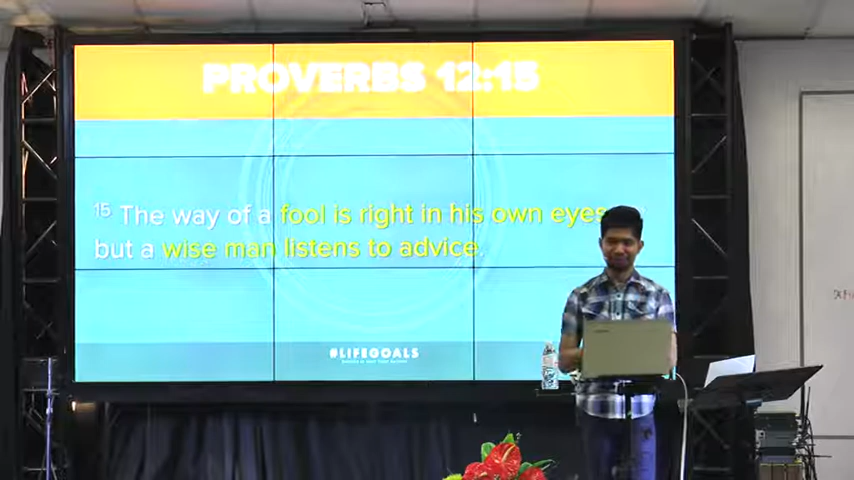 PROVERBS 12:15
15 The way of a fool is right in his own eyes
but a wise man listens to advice.
#LIFEGOALS